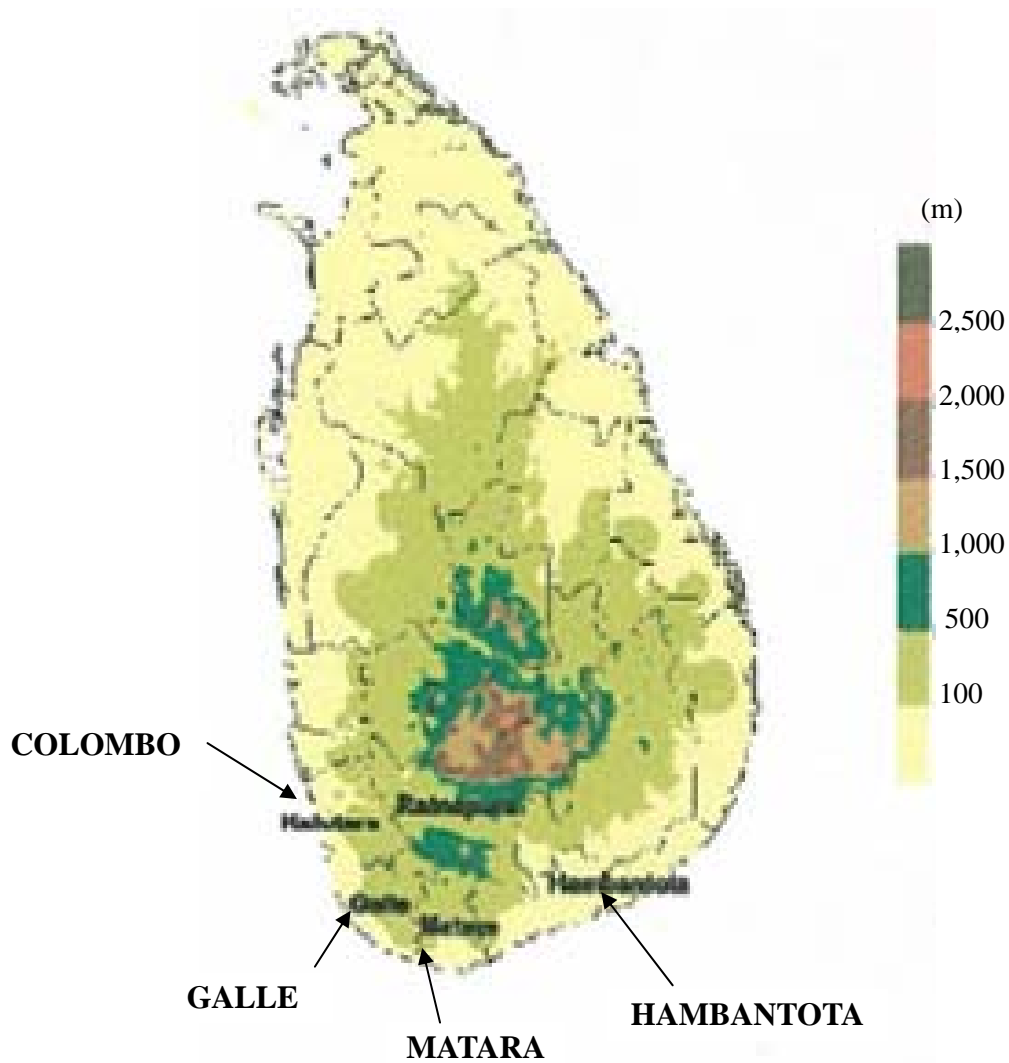 (m)
2,500
2,000
1,500
1,000
500
100
COLOMBO
Ratnapura
Kalutara
Hambantota
Galle
Matara
GALLE
HAMBANTOTA
MATARA